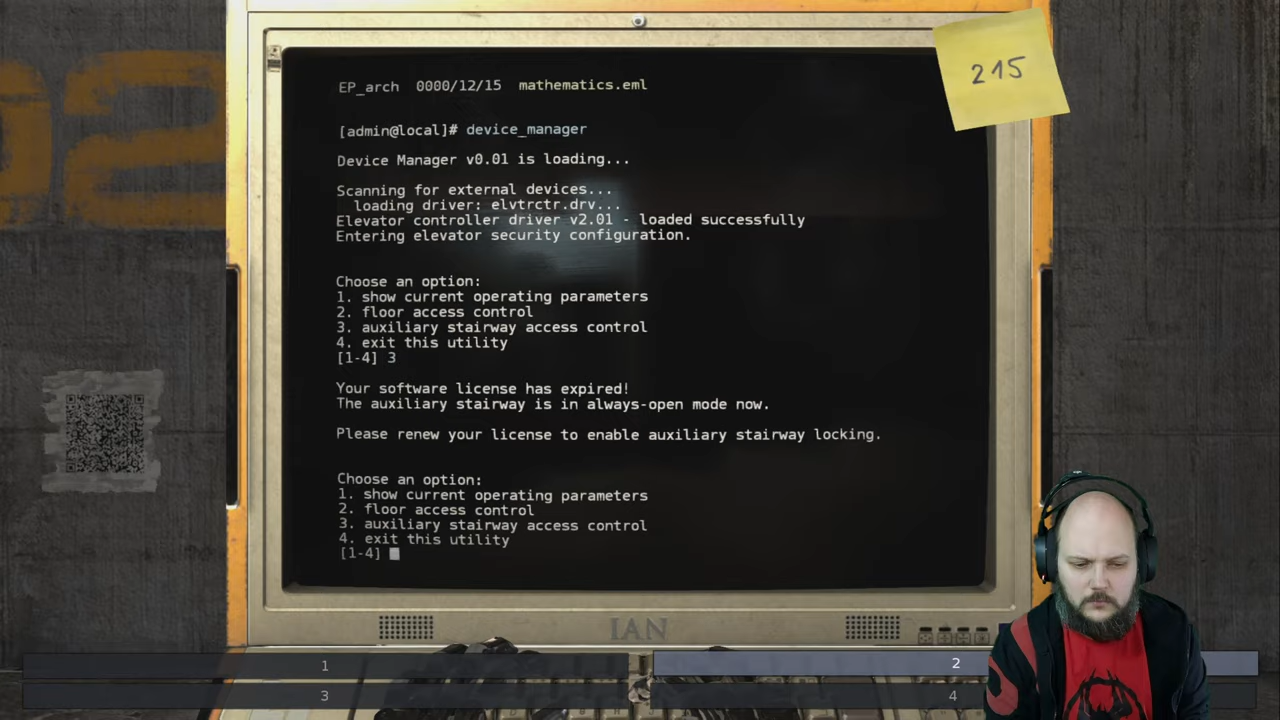 02
215
EP_arch 0000/12/15 mathematics.eml
[admin@local]# device_manager
Device Manager v0.01 is loading...
Scanning for external devices...
loading driver: elvtrctr.drv...
Elevator controller driver v2.01 - loaded successfully
Entering elevator security configuration.
Choose an option:
1. show current operating parameters
2. floor access control
3. auxiliary stairway access control
4. exit this utility
[1-4] 3
Your software license has expired!
The auxiliary stairway is in always-open mode now.
Please renew your license to enable auxiliary stairway locking.
Choose an option:
1. show current operating parameters
2. floor access control
3. auxiliary stairway access control
4. exit this utility
[1-4]
IAN
1
2
3
4